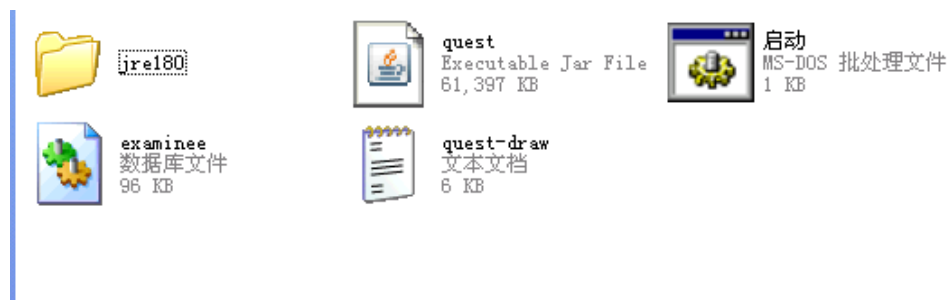 jre180
quest
Executable Jar File
61,397 KB
启动
MS-DOS 批处理文件
1 KB
examinee
数据库文件
96 KB
quest-draw
文本文档
6 KB